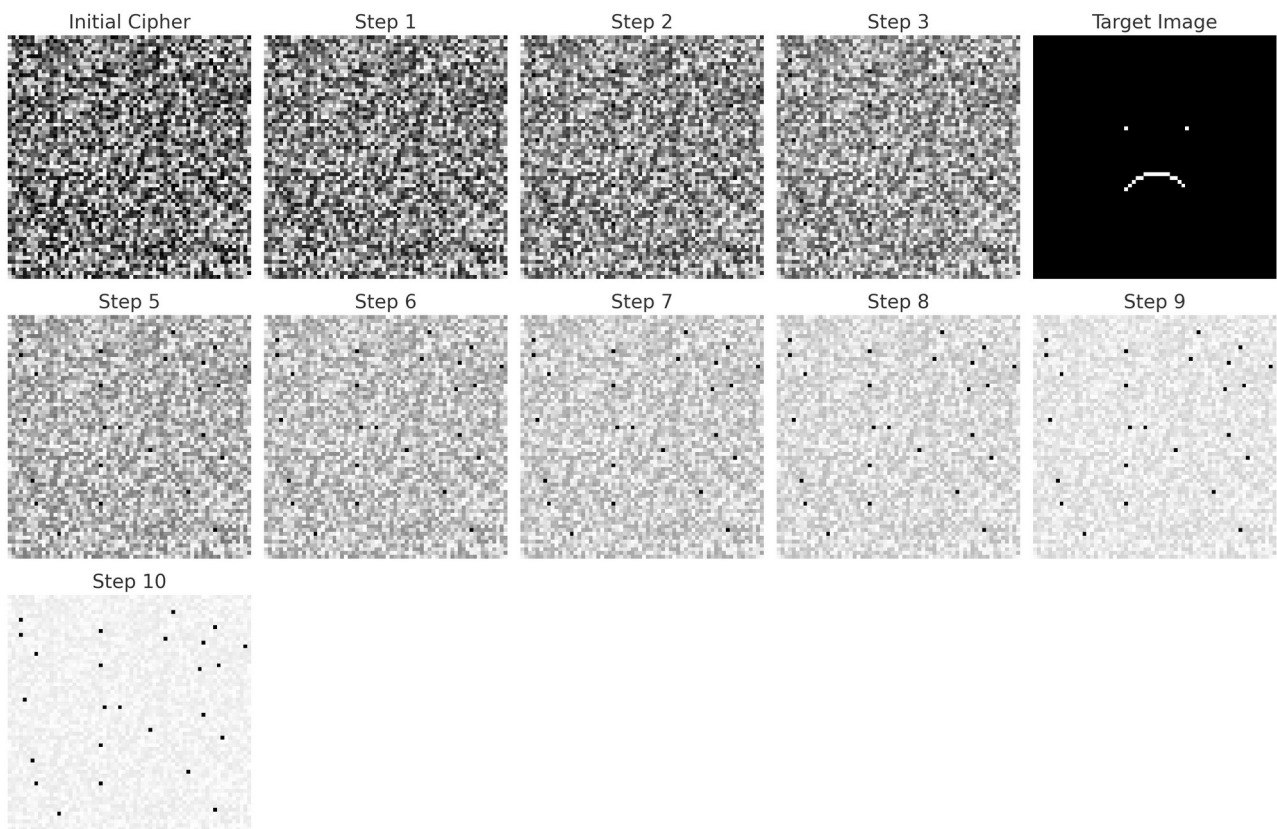 Initial Cipher
Step 1
Step 2
Step 3
Target Image
Step 5
Step 6
Step 7
Step 8
Step 9
Step 10